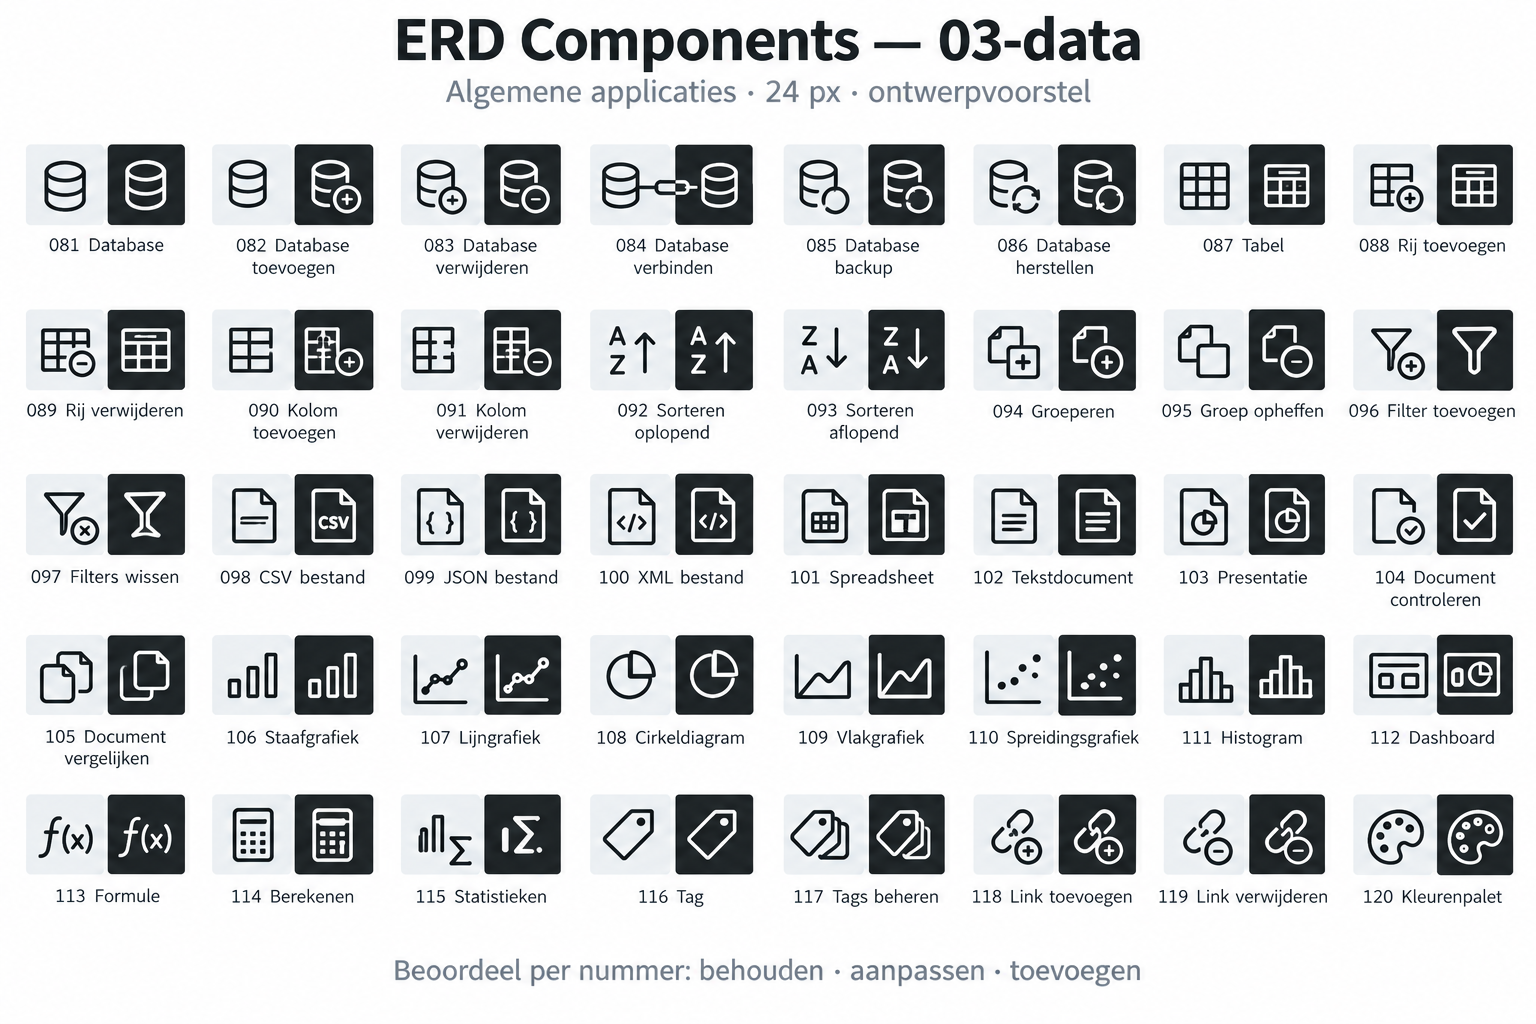 ERD Components — 03-data
Algemene applicaties · 24 px · ontwerpvoorstel
081 Database
082 Database
toevoegen
083 Database
verwijderen
084 Database
verbinden
085 Database
backup
086 Database
herstellen
087 Tabel
088 Rij toevoegen
A
Z
A
Z
Z
A
Z
A
089 Rij verwijderen
090 Kolom
toevoegen
091 Kolom
verwijderen
092 Sorteren
oplopend
093 Sorteren
aflopend
094 Groeperen
095 Groep opheffen
096 Filter toevoegen
CSV
{ }
{ }
</>
</>
097 Filters wissen
098 CSV bestand
099 JSON bestand
100 XML bestand
101 Spreadsheet
102 Tekstdocument
103 Presentatie
104 Document
controleren
105 Document
vergelijken
106 Staafgrafiek
107 Lijngrafiek
108 Cirkeldiagram
109 Vlakgrafiek
110 Spreidingsgrafiek
111 Histogram
112 Dashboard
f(x)
f(x)
Σ
Σ.
113 Formule
114 Berekenen
115 Statistieken
116 Tag
117 Tags beheren
118 Link toevoegen
119 Link verwijderen
120 Kleurenpalet
Beoordeel per nummer: behouden · aanpassen · toevoegen